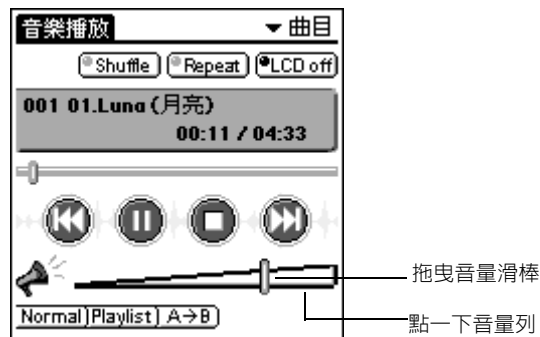 音樂播放 曲目
Shuffle Repeat LCD off
001 01.Luna (月亮)
00:11 / 04:33
拖曳音量滑棒
點一下音量列
Normal Playlist A→B